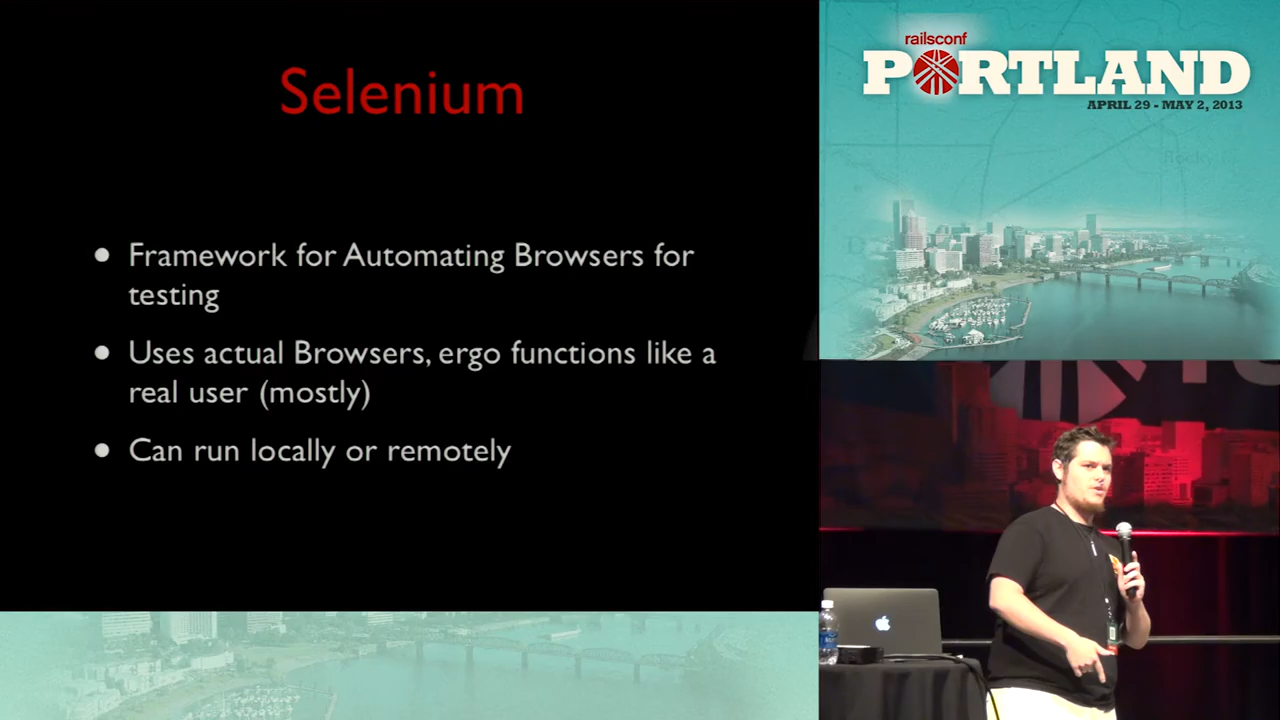 Selenium
• Framework for Automating Browsers for
testing
• Uses actual Browsers, ergo functions like a
real user (mostly)
• Can run locally or remotely
railsconf
PORTLAND
APRIL 29 - MAY 2, 2013